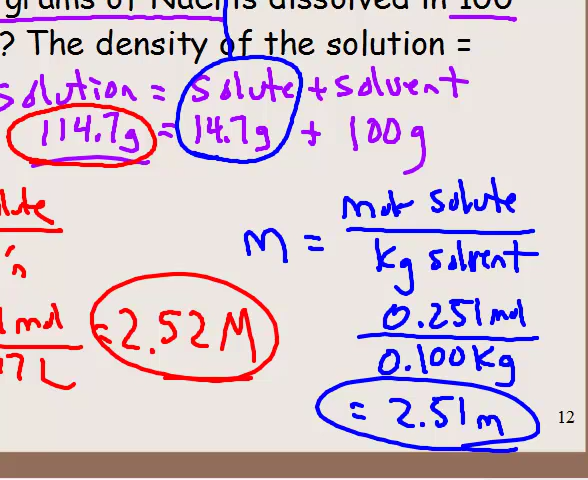 grams of NaCl is dissolved in 100
? The density of the solution =
solution = solute + solvent
114.7g = 14.7g + 100g
m = mol solute
kg solvent
0.251 mol
0.100 kg
= 2.51 m
mol
L
= 2.52 M
12